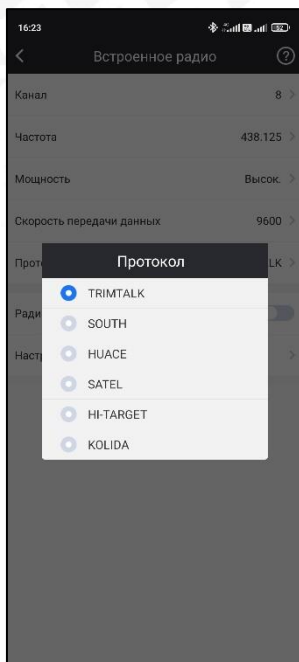 16:23
Встроенное радио
Канал 8
Частота 438.125
Мощность Высок.
Скорость передачи данных 9600
Протокол
TRIMTALK
SOUTH
HUACE
SATEL
HI-TARGET
KOLIDA